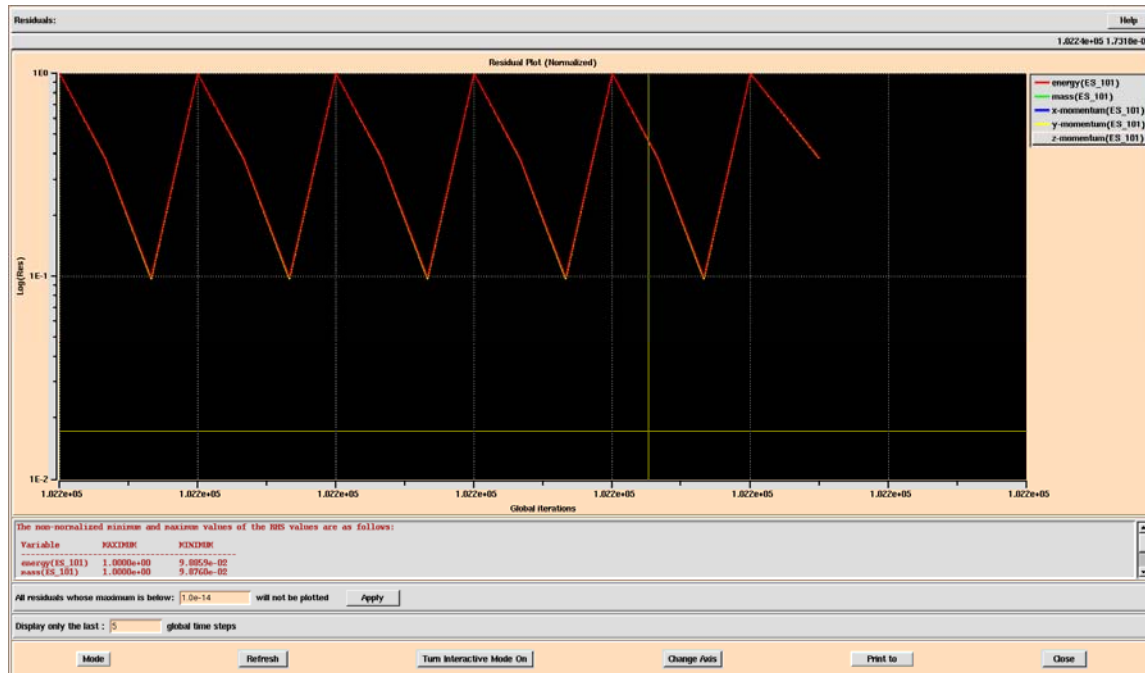 Residuals:
Help
1.0224e+05 1.7310e-0
Residual Plot (Normalized)
1E0
1E-1
1E-2
Log(Res)
energy(ES_101)
mass(ES_101)
x-momentum(ES_101)
y-momentum(ES_101)
z-momentum(ES_101)
1.022e+05 1.022e+05 1.022e+05 1.022e+05 1.022e+05 1.022e+05 1.022e+05 1.022e+05
Global iterations
The non-normalized minimum and maximum values of the RHS values are as follows:
Variable MAXIMUM MINIMUM
energy(ES_101) 1.0000e+00 9.8059e-02
mass(ES_101) 1.0000e+00 9.8760e-02
All residuals whose maximum is below: 1.0e-14 will not be plotted Apply
Display only the last : 5 global time steps
Mode Refresh Turn Interactive Mode On Change Axis Print to Close